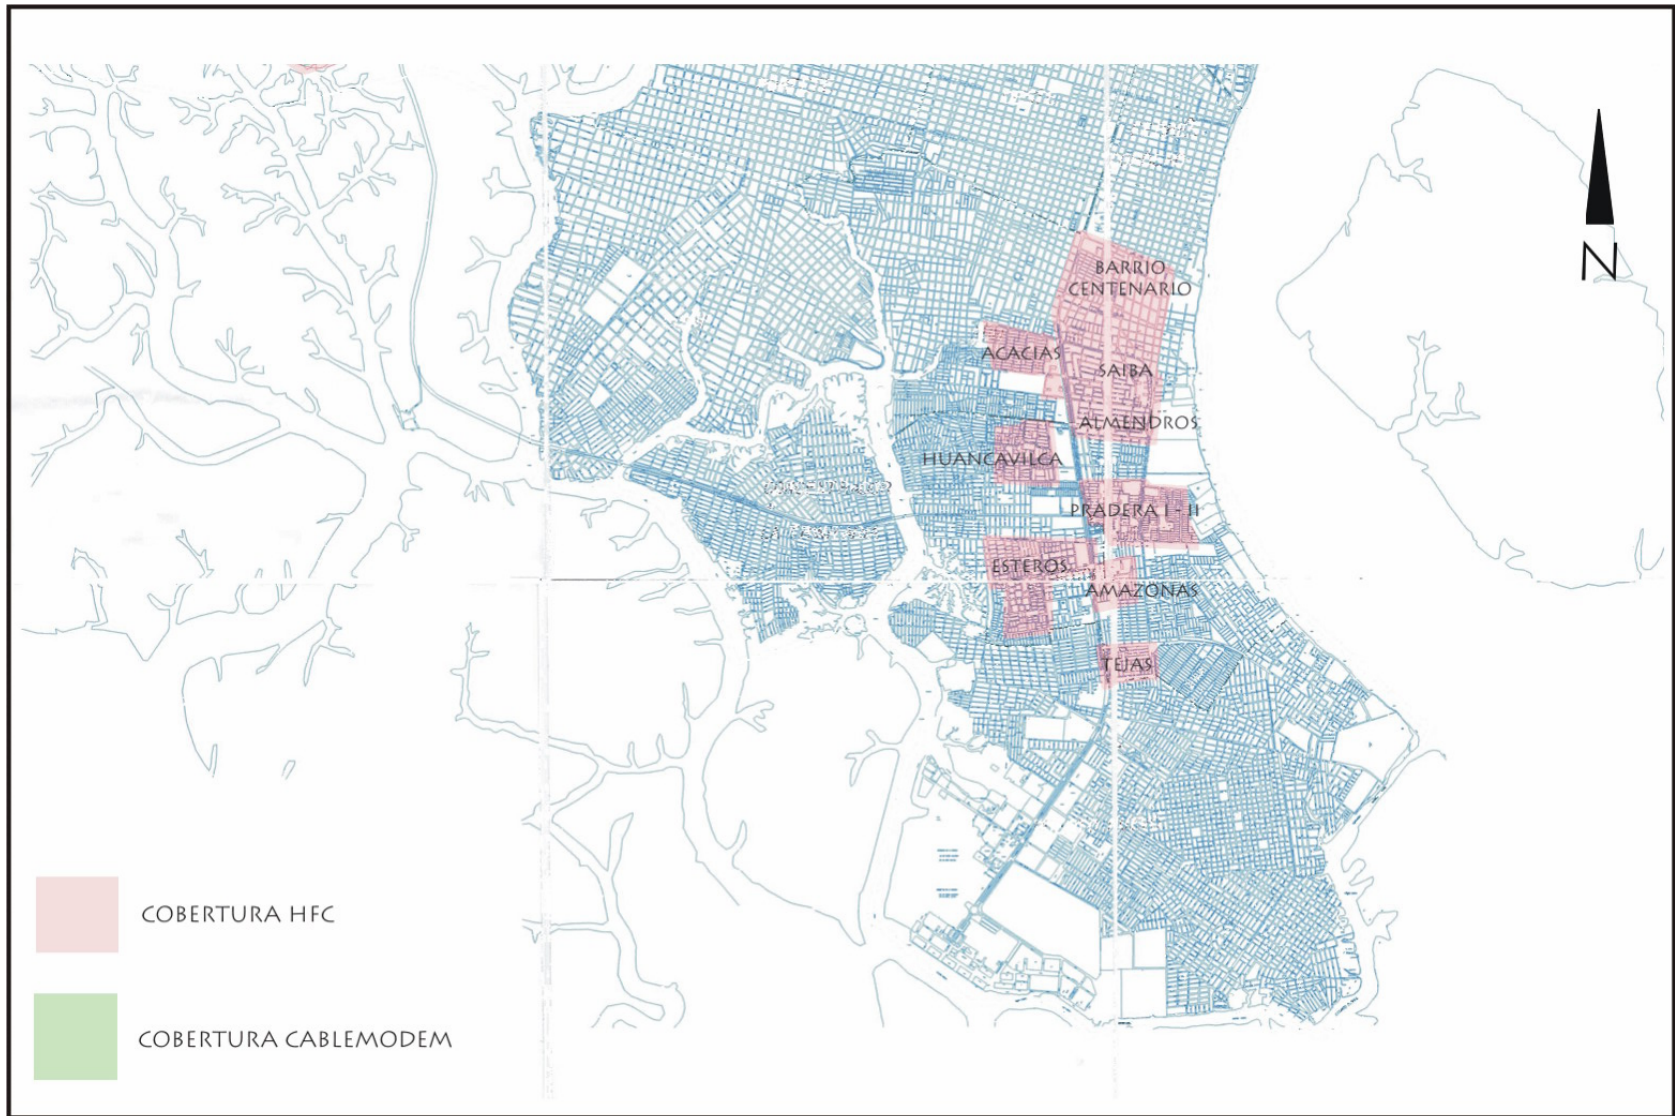 N
BARRIO
CENTENARIO
ACACIAS
SAIBA
ALMENDROS
HUANCAVILCA
PRADERA I - II
ESTEROS
AMAZONAS
TEJAS
COBERTURA HFC
COBERTURA CABLEMODEM